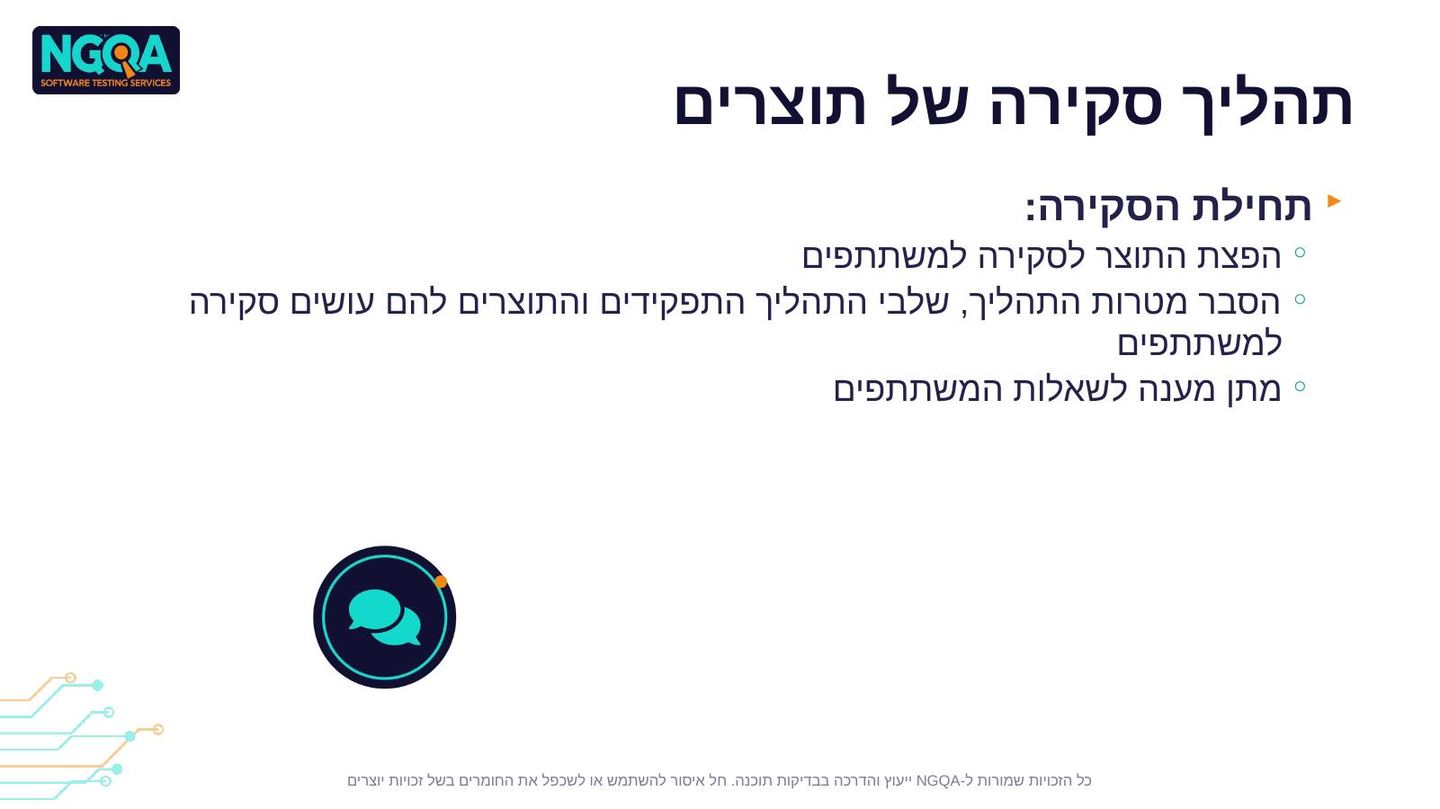 NGQA
SOFTWARE TESTING SERVICES
תהליך סקירה של תוצרים
תחילת הסקירה:
הפצת התוצר לסקירה למשתתפים
הסבר מטרות התהליך, שלבי התהליך התפקידים והתוצרים להם עושים סקירה
למשתתפים
מתן מענה לשאלות המשתתפים
כל הזכויות שמורות ל-NGQA ייעוץ והדרכה בבדיקות תוכנה. חל איסור להשתמש או לשכפל את החומרים בשל זכויות יוצרים